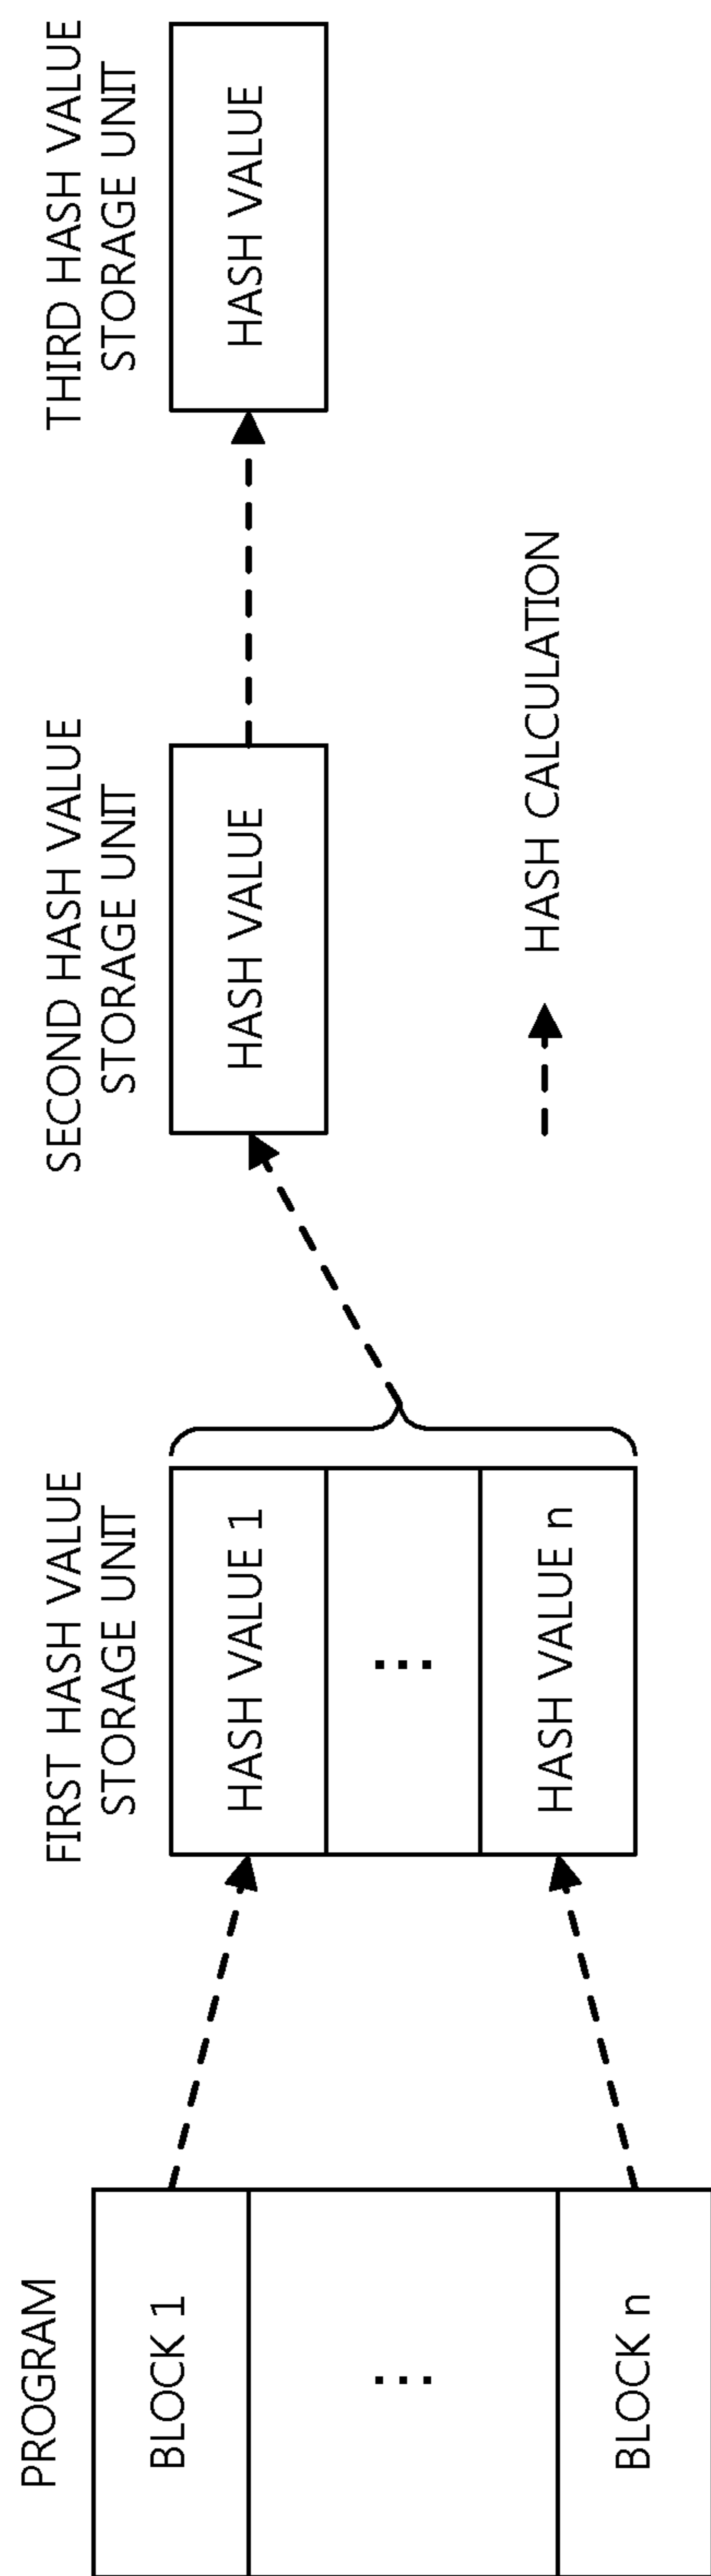 PROGRAM
BLOCK 1
...
BLOCK n
FIRST HASH VALUE
STORAGE UNIT
HASH VALUE 1
...
HASH VALUE n
SECOND HASH VALUE
STORAGE UNIT
HASH VALUE
THIRD HASH VALUE
STORAGE UNIT
HASH VALUE
HASH CALCULATION